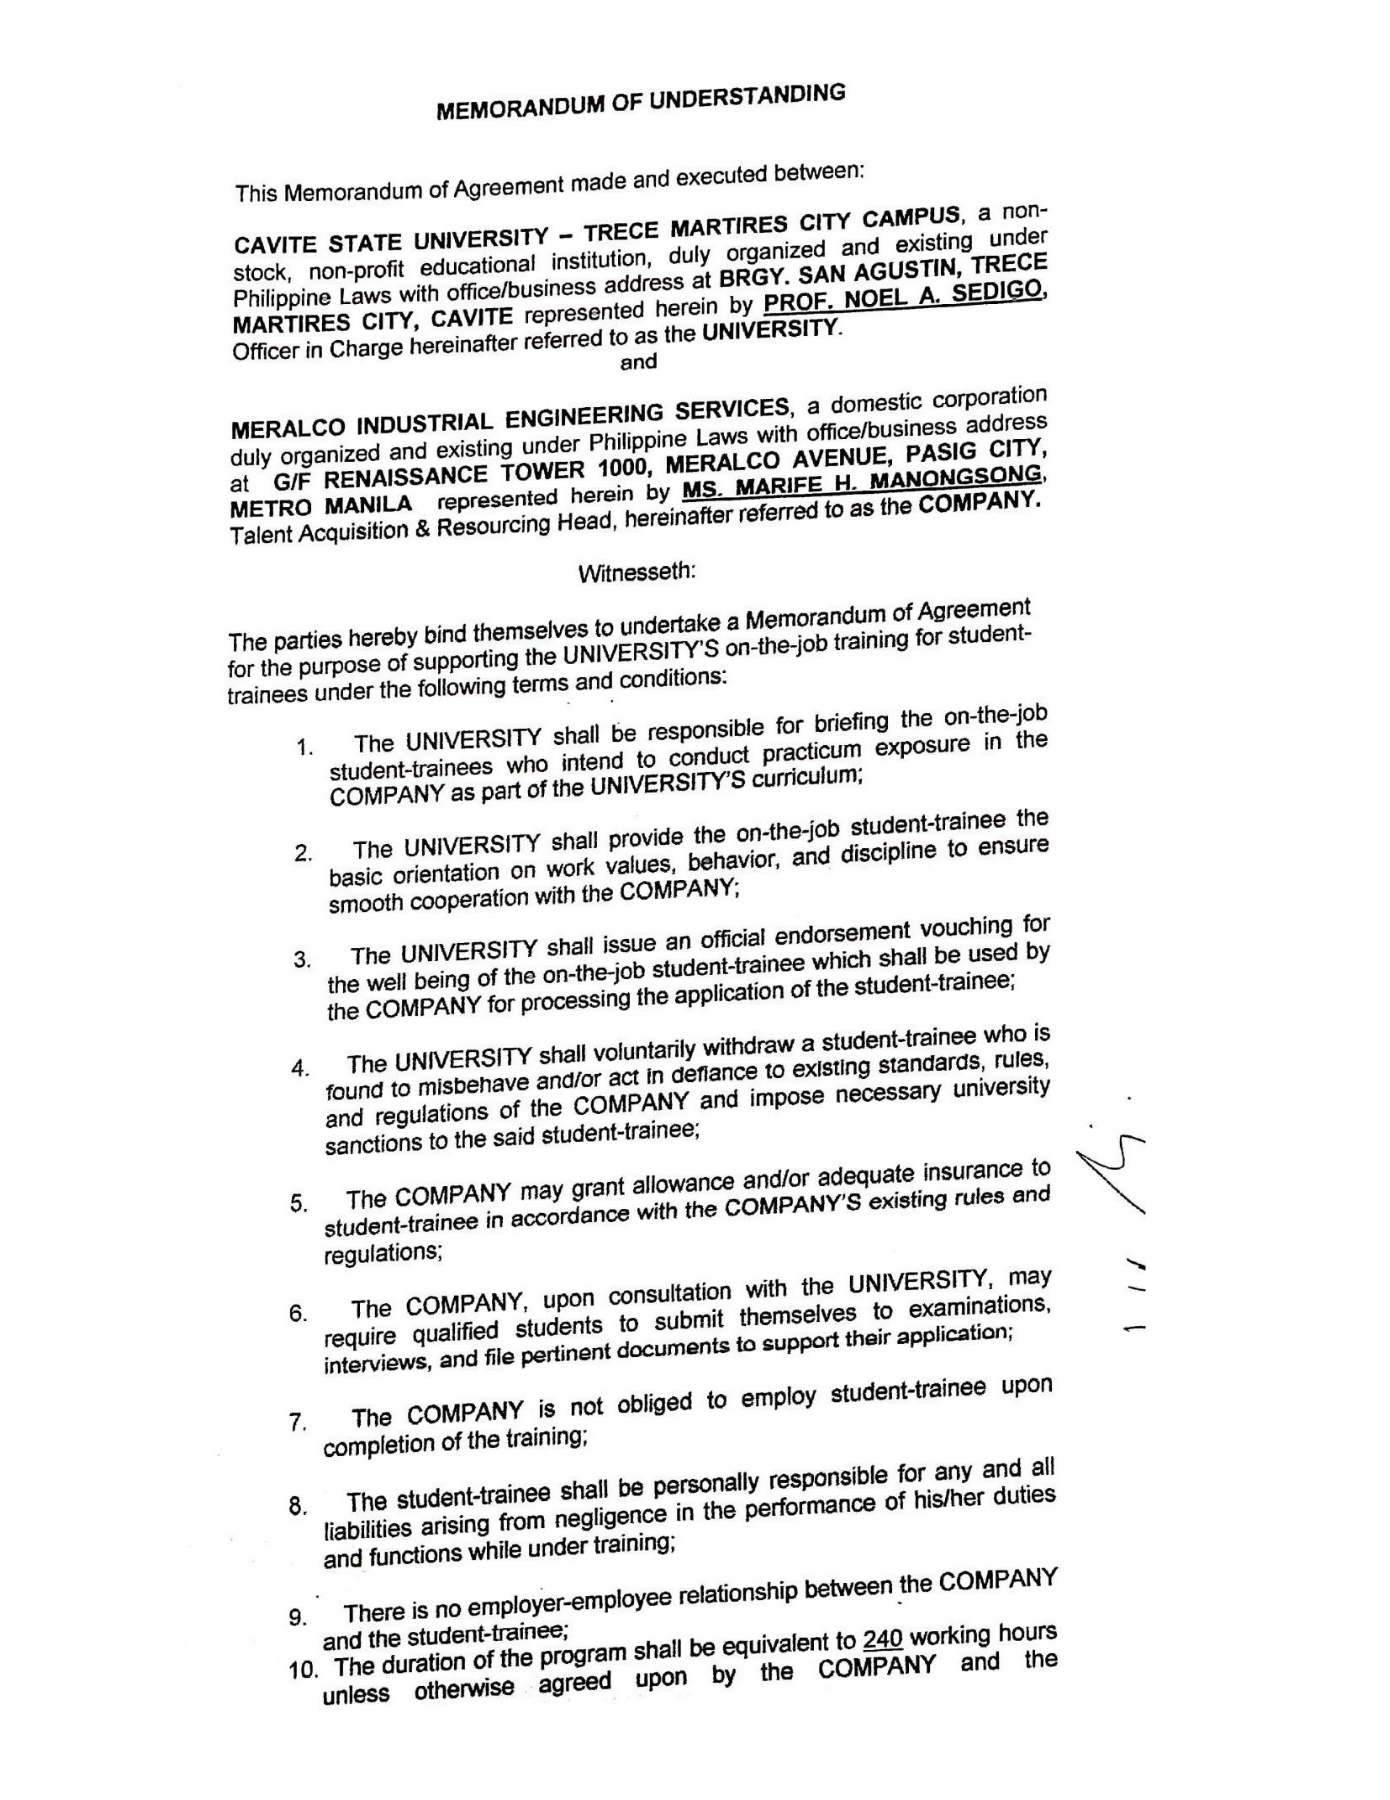 MEMORANDUM OF UNDERSTANDING
This Memorandum of Agreement made and executed between:
CAVITE STATE UNIVERSITY – TRECE MARTIRES CITY CAMPUS, a non-
stock, non-profit educational institution, duly organized and existing under
Philippine Laws with office/business address at BRGY. SAN AGUSTIN, TRECE
MARTIRES CITY, CAVITE represented herein by PROF. NOEL A. SEDIGO,
Officer in Charge hereinafter referred to as the UNIVERSITY.
and
MERALCO INDUSTRIAL ENGINEERING SERVICES, a domestic corporation
duly organized and existing under Philippine Laws with office/business address
at G/F RENAISSANCE TOWER 1000, MERALCO AVENUE, PASIG CITY,
METRO MANILA represented herein by MS. MARIFE H. MANONGSONG,
Talent Acquisition & Resourcing Head, hereinafter referred to as the COMPANY.
Witnesseth:
The parties hereby bind themselves to undertake a Memorandum of Agreement
for the purpose of supporting the UNIVERSITY'S on-the-job training for student-
trainees under the following terms and conditions:
1. The UNIVERSITY shall be responsible for briefing the on-the-job
student-trainees who intend to conduct practicum exposure in the
COMPANY as part of the UNIVERSITY'S curriculum;
2. The UNIVERSITY shall provide the on-the-job student-trainee the
basic orientation on work values, behavior, and discipline to ensure
smooth cooperation with the COMPANY;
3. The UNIVERSITY shall issue an official endorsement vouching for
the well being of the on-the-job student-trainee which shall be used by
the COMPANY for processing the application of the student-trainee;
4. The UNIVERSITY shall voluntarily withdraw a student-trainee who is
found to misbehave and/or act in defiance to existing standards, rules,
and regulations of the COMPANY and impose necessary university
sanctions to the said student-trainee;
5. The COMPANY may grant allowance and/or adequate insurance to
student-trainee in accordance with the COMPANY'S existing rules and
regulations;
6. The COMPANY, upon consultation with the UNIVERSITY, may
require qualified students to submit themselves to examinations,
interviews, and file pertinent documents to support their application;
7. The COMPANY is not obliged to employ student-trainee upon
completion of the training;
8. The student-trainee shall be personally responsible for any and all
liabilities arising from negligence in the performance of his/her duties
and functions while under training;
9. There is no employer-employee relationship between the COMPANY
and the student-trainee;
10. The duration of the program shall be equivalent to 240 working hours
unless otherwise agreed upon by the COMPANY and the